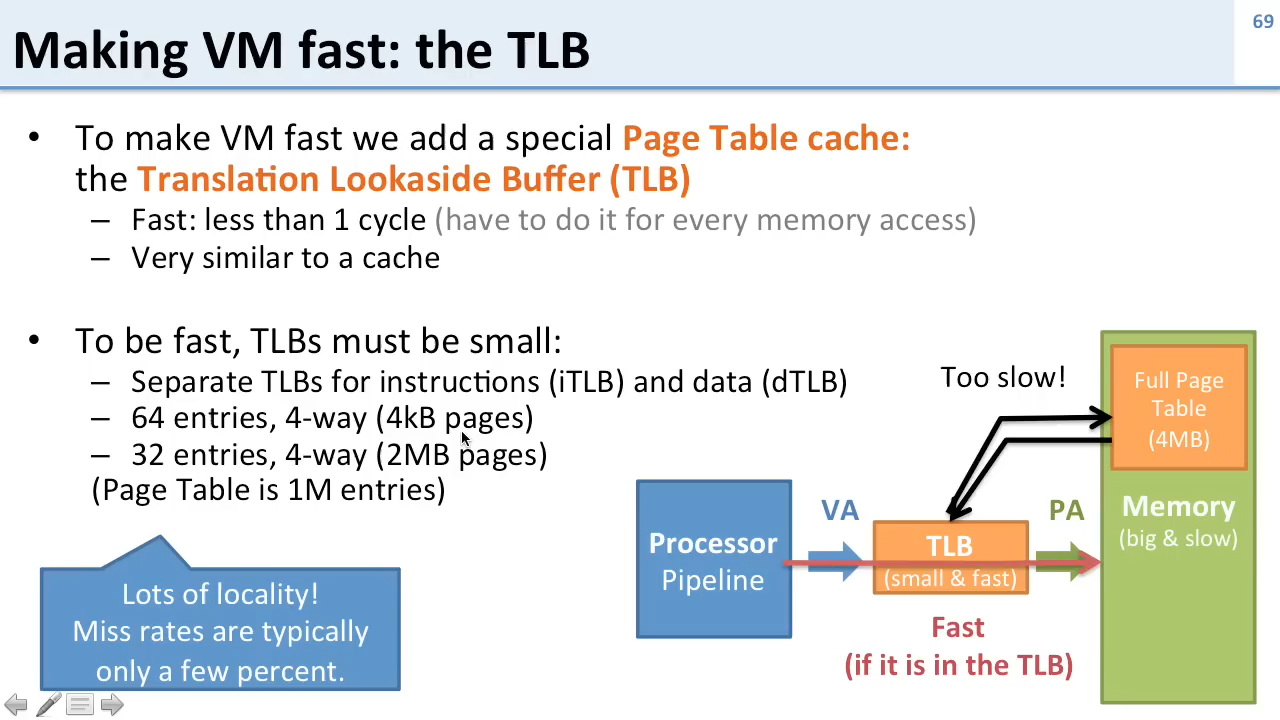 69
Making VM fast: the TLB
• To make VM fast we add a special Page Table cache:
the Translation Lookaside Buffer (TLB)
– Fast: less than 1 cycle (have to do it for every memory access)
– Very similar to a cache
• To be fast, TLBs must be small:
– Separate TLBs for instructions (iTLB) and data (dTLB)
– 64 entries, 4-way (4kB pages)
– 32 entries, 4-way (2MB pages)
(Page Table is 1M entries)
Lots of locality!
Miss rates are typically
only a few percent.
Too slow!
Full Page
Table
(4MB)
Processor
Pipeline
VA
TLB
(small & fast)
PA
Memory
(big & slow)
Fast
(if it is in the TLB)